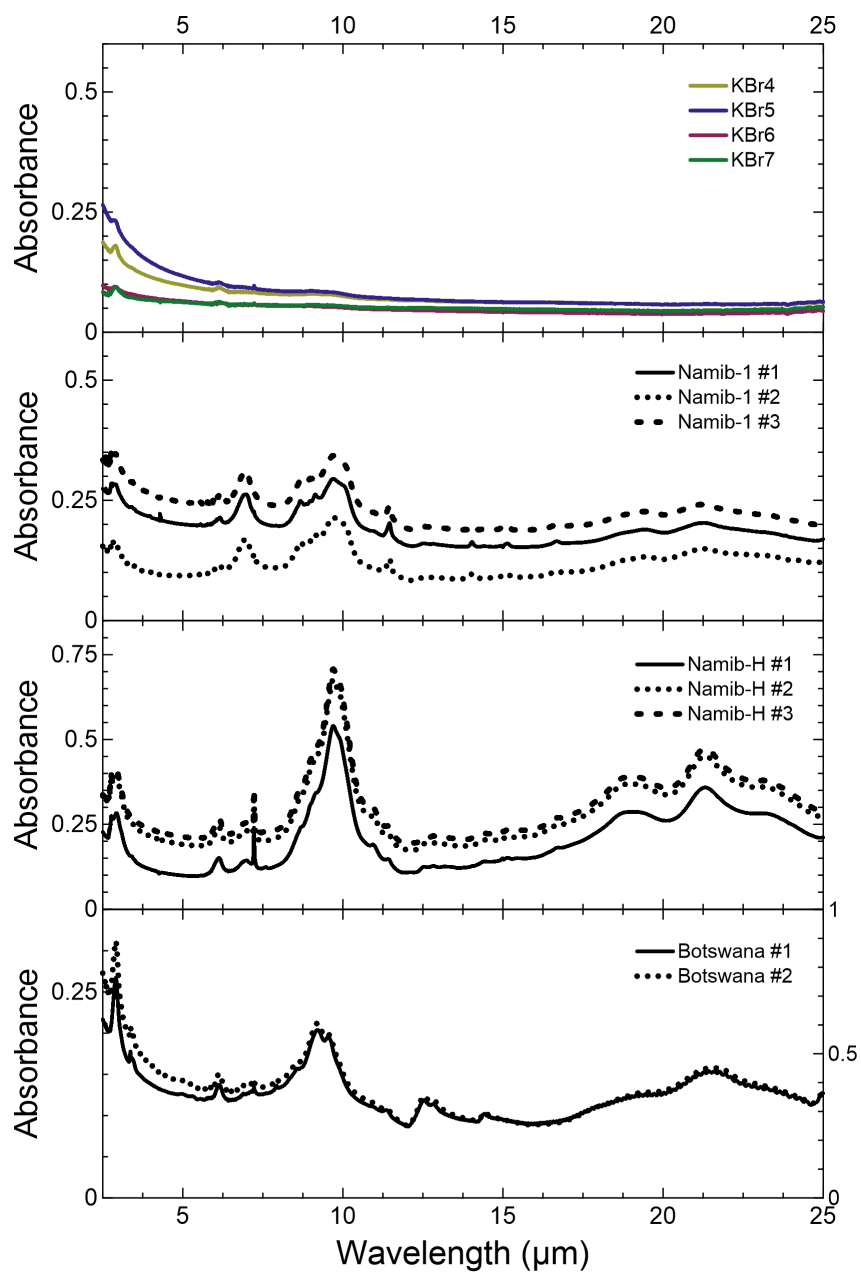 5 10 15 20 25
0.5
0.25
0
Absorbance
KBr4
KBr5
KBr6
KBr7
0.5
0.25
0
Absorbance
Namib-1 #1
Namib-1 #2
Namib-1 #3
0.75
0.5
0.25
0
Absorbance
Namib-H #1
Namib-H #2
Namib-H #3
1
0.25
0.5
0
0
Absorbance
Botswana #1
Botswana #2
5 10 15 20 25
Wavelength (μm)